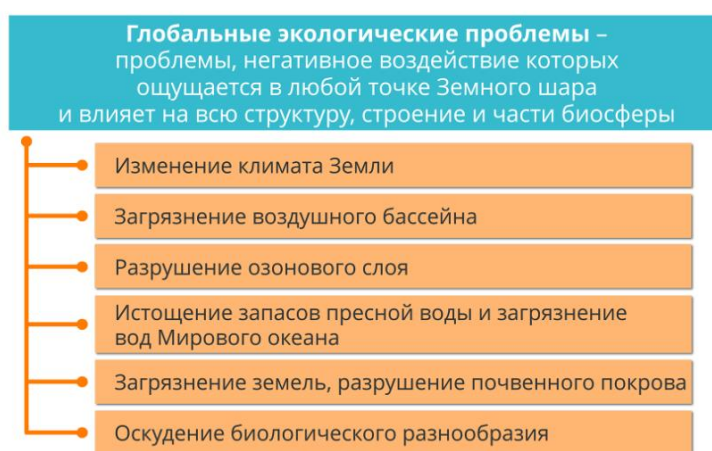 Глобальные экологические проблемы –
проблемы, негативное воздействие которых
ощущается в любой точке Земного шара
и влияет на всю структуру, строение и части биосферы
Изменение климата Земли
Загрязнение воздушного бассейна
Разрушение озонового слоя
Истощение запасов пресной воды и загрязнение
вод Мирового океана
Загрязнение земель, разрушение почвенного покрова
Оскудение биологического разнообразия